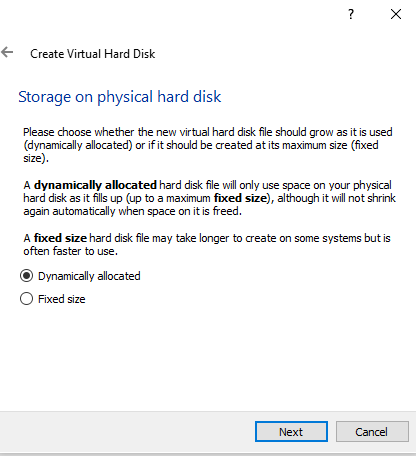 ?
Create Virtual Hard Disk
Storage on physical hard disk
Please choose whether the new virtual hard disk file should grow as it is used
(dynamically allocated) or if it should be created at its maximum size (fixed
size).
A dynamically allocated hard disk file will only use space on your physical
hard disk as it fills up (up to a maximum fixed size), although it will not shrink
again automatically when space on it is freed.
A fixed size hard disk file may take longer to create on some systems but is
often faster to use.
Dynamically allocated
Fixed size
Next
Cancel